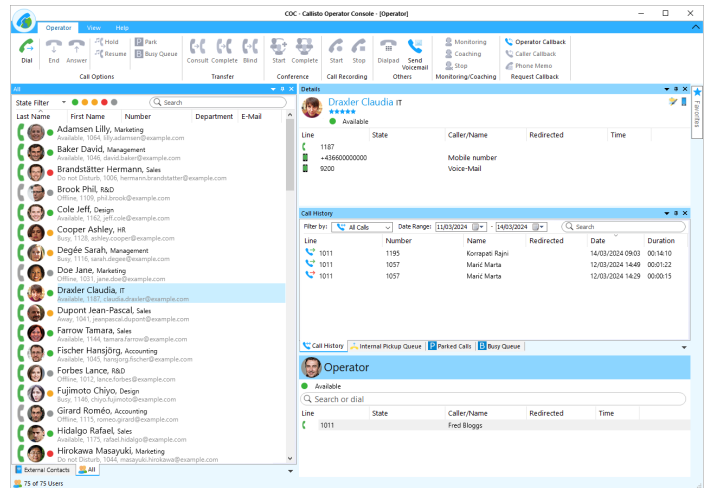 COC - Callisto Operator Console - [Operator]
Operator View Help
Dial
End
Answer
Hold
Resume
Park
Busy Queue
Call Options
Consult Complete Blind
Transfer
Start Complete
Conference
Start Stop
Call Recording
Dialpad
Send Voicemail
Others
Monitoring
Coaching
Stop
Monitoring/Coaching
Operator Callback
Caller Callback
Phone Memo
Request Callback
All
State Filter
Search
Last Name First Name Number Department E-Mail
Adamsen Lilly, Marketing
Available, 1064, lilly.adamsen@example.com
Baker David, Management
Available, 1046, david.baker@example.com
Brandstätter Hermann, Sales
Do not Disturb, 1006, hermann.brandstatter@example.com
Brook Phil, R&D
Offline, 1109, phil.brook@example.com
Cole Jeff, Design
Available, 1162, jeff.cole@example.com
Cooper Ashley, HR
Busy, 1128, ashley.cooper@example.com
Degée Sarah, Management
Busy, 1116, sarah.degee@example.com
Doe Jane, Marketing
Offline, 1031, jane.doe@example.com
Draxler Claudia, IT
Available, 1187, claudia.draxler@example.com
Dupont Jean-Pascal, Sales
Away, 1041, jeanpascal.dupont@example.com
Farrow Tamara, Sales
Available, 1144, tamara.farrow@example.com
Fischer Hansjörg, Accounting
Available, 1045, hansjorg.fischer@example.com
Forbes Lance, R&D
Offline, 1012, lance.forbes@example.com
Fujimoto Chiyo, Design
Busy, 1146, chiyo.fujimoto@example.com
Girard Roméo, Accounting
Offline, 1115, romeo.girard@example.com
Hidalgo Rafael, Sales
Available, 1175, rafael.hidalgo@example.com
Hirokawa Masayuki, Marketing
Do not Disturb, 1044, masayuki.hirokawa@example.com
External Contacts All
75 of 75 Users
Details
Draxler Claudia IT
Available
Line State Caller/Name Redirected Time
1187
+436600000000 Mobile number
9200 Voice-Mail
Favorites
Call History
Filter by: All Calls Date Range: 11/03/2024 - 14/03/2024 Search
Line Number Name Redirected Date Duration
1011 1195 Korrapati Rajni 14/03/2024 09:03 00:14:10
1011 1057 Marić Marta 12/03/2024 14:49 00:01:22
1011 1057 Marić Marta 12/03/2024 14:29 00:00:15
Call History Internal Pickup Queue P Parked Calls B Busy Queue
Operator
Available
Search or dial
Line State Caller/Name Redirected Time
1011 Fred Bloggs